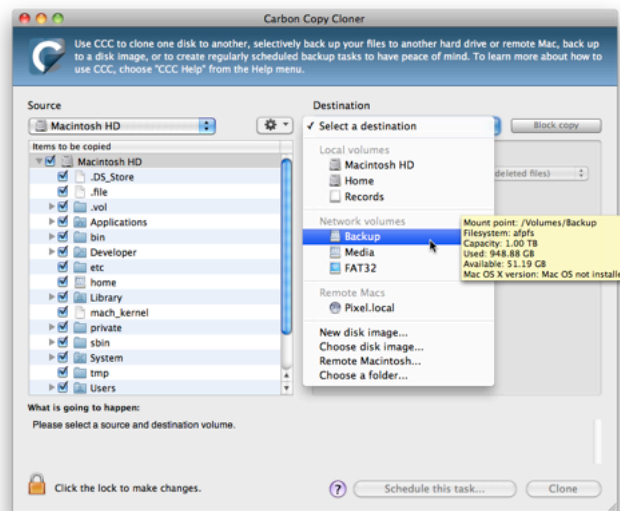 Carbon Copy Cloner
Use CCC to clone one disk to another, selectively back up your files to another hard drive or remote Mac, back up
to a disk image, or to create regularly scheduled backup tasks to have peace of mind. To learn more about how to
use CCC, choose "CCC Help" from the Help menu.
Source
Macintosh HD
Items to be copied
Macintosh HD
.DS_Store
.file
.vol
Applications
bin
Developer
etc
home
Library
mach_kernel
private
sbin
System
tmp
Users
Destination
✓ Select a destination
Block copy
Local volumes
Macintosh HD
Home
Records
deleted files)
Network volumes
Backup
Media
FAT32
Mount point: /Volumes/Backup
Filesystem: afpfs
Capacity: 1.00 TB
Used: 948.88 GB
Available: 51.19 GB
Mac OS X version: Mac OS not installe
Remote Macs
Pixel.local
New disk image...
Choose disk image...
Remote Macintosh...
Choose a folder...
What is going to happen:
Please select a source and destination volume.
Click the lock to make changes.
?
Schedule this task...
Clone